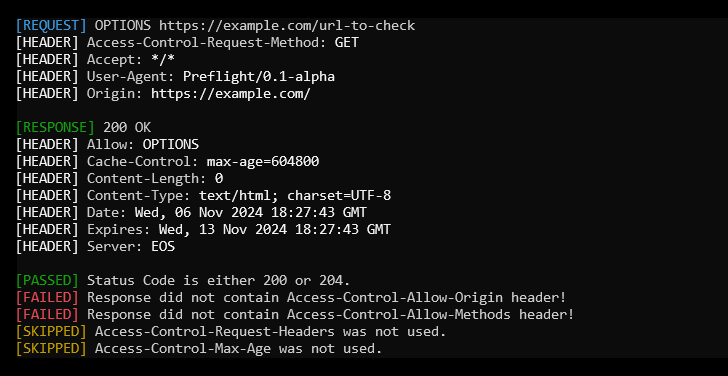 [REQUEST] OPTIONS https://example.com/url-to-check
[HEADER] Access-Control-Request-Method: GET
[HEADER] Accept: */*
[HEADER] User-Agent: Preflight/0.1-alpha
[HEADER] Origin: https://example.com/

[RESPONSE] 200 OK
[HEADER] Allow: OPTIONS
[HEADER] Cache-Control: max-age=604800
[HEADER] Content-Length: 0
[HEADER] Content-Type: text/html; charset=UTF-8
[HEADER] Date: Wed, 06 Nov 2024 18:27:43 GMT
[HEADER] Expires: Wed, 13 Nov 2024 18:27:43 GMT
[HEADER] Server: EOS

[PASSED] Status Code is either 200 or 204.
[FAILED] Response did not contain Access-Control-Allow-Origin header!
[FAILED] Response did not contain Access-Control-Allow-Methods header!
[SKIPPED] Access-Control-Request-Headers was not used.
[SKIPPED] Access-Control-Max-Age was not used.